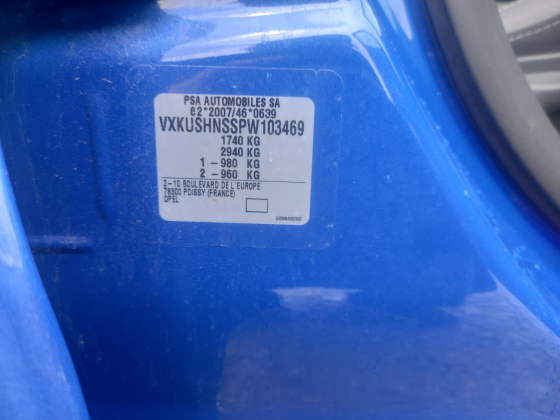 PSA AUTOMOBILES SA
e2*2007/46*0639
VXKUSHNSSPW103469
1740 KG
2940 KG
1 – 980 KG
2 – 960 KG
2–10 BOULEVARD DE L'EUROPE
78300 POISSY (FRANCE)
OPEL